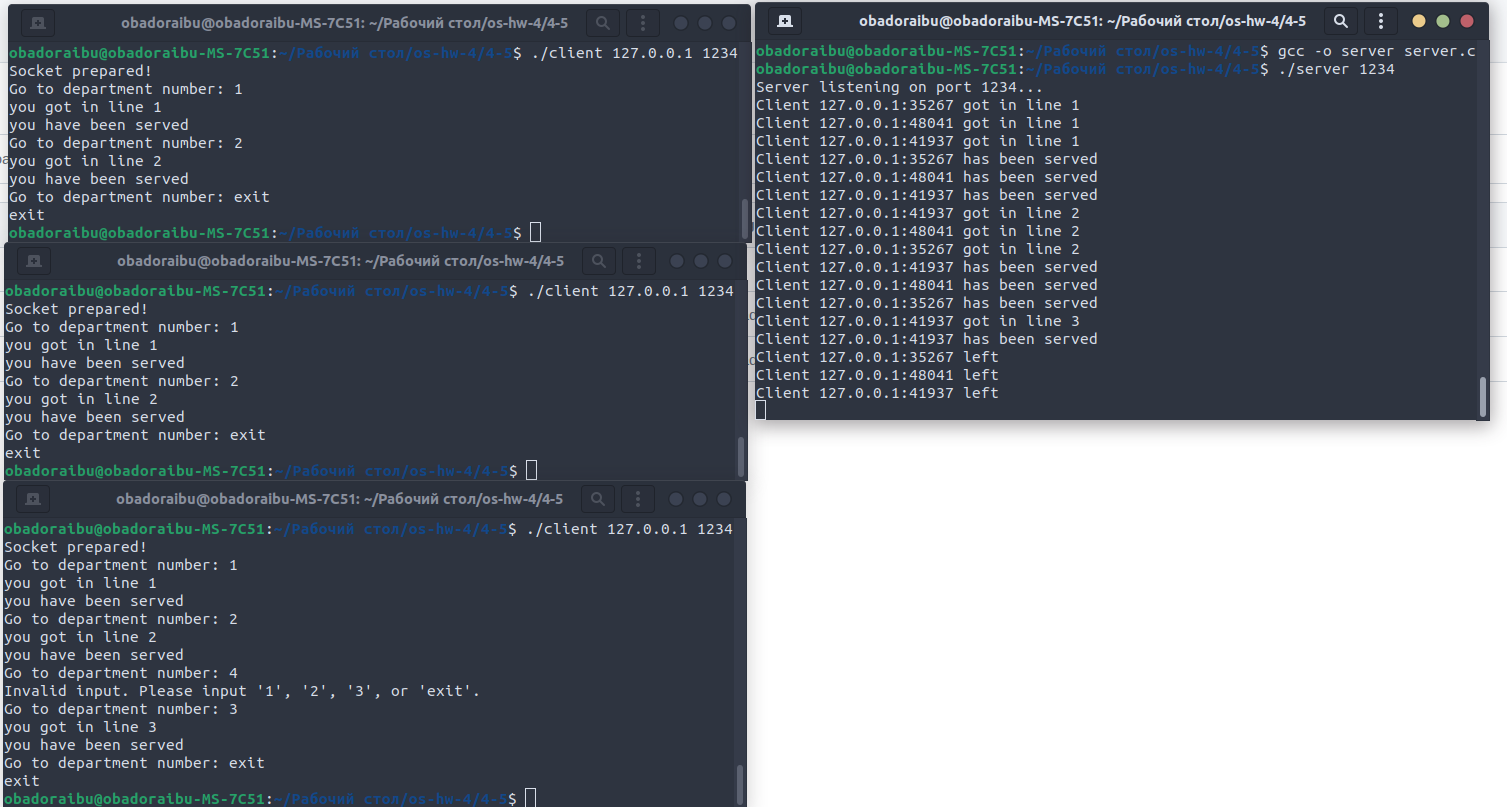 obadoraibu@obadoraibu-MS-7C51: ~/Рабочий стол/os-hw-4/4-5
obadoraibu@obadoraibu-MS-7C51:~/Рабочий стол/os-hw-4/4-5$ ./client 127.0.0.1 1234
Socket prepared!
Go to department number: 1
you got in line 1
you have been served
Go to department number: 2
you got in line 2
you have been served
Go to department number: exit
exit
obadoraibu@obadoraibu-MS-7C51:~/Рабочий стол/os-hw-4/4-5$
obadoraibu@obadoraibu-MS-7C51: ~/Рабочий стол/os-hw-4/4-5
obadoraibu@obadoraibu-MS-7C51:~/Рабочий стол/os-hw-4/4-5$ ./client 127.0.0.1 1234
Socket prepared!
Go to department number: 1
you got in line 1
you have been served
Go to department number: 2
you got in line 2
you have been served
Go to department number: exit
exit
obadoraibu@obadoraibu-MS-7C51:~/Рабочий стол/os-hw-4/4-5$
obadoraibu@obadoraibu-MS-7C51: ~/Рабочий стол/os-hw-4/4-5
obadoraibu@obadoraibu-MS-7C51:~/Рабочий стол/os-hw-4/4-5$ ./client 127.0.0.1 1234
Socket prepared!
Go to department number: 1
you got in line 1
you have been served
Go to department number: 2
you got in line 2
you have been served
Go to department number: 4
Invalid input. Please input '1', '2', '3', or 'exit'.
Go to department number: 3
you got in line 3
you have been served
Go to department number: exit
exit
obadoraibu@obadoraibu-MS-7C51:~/Рабочий стол/os-hw-4/4-5$
obadoraibu@obadoraibu-MS-7C51: ~/Рабочий стол/os-hw-4/4-5
obadoraibu@obadoraibu-MS-7C51:~/Рабочий стол/os-hw-4/4-5$ gcc -o server server.c
obadoraibu@obadoraibu-MS-7C51:~/Рабочий стол/os-hw-4/4-5$ ./server 1234
Server listening on port 1234...
Client 127.0.0.1:35267 got in line 1
Client 127.0.0.1:48041 got in line 1
Client 127.0.0.1:41937 got in line 1
Client 127.0.0.1:35267 has been served
Client 127.0.0.1:48041 has been served
Client 127.0.0.1:41937 has been served
Client 127.0.0.1:41937 got in line 2
Client 127.0.0.1:48041 got in line 2
Client 127.0.0.1:35267 got in line 2
Client 127.0.0.1:41937 has been served
Client 127.0.0.1:48041 has been served
Client 127.0.0.1:35267 has been served
Client 127.0.0.1:41937 got in line 3
Client 127.0.0.1:41937 has been served
Client 127.0.0.1:35267 left
Client 127.0.0.1:48041 left
Client 127.0.0.1:41937 left